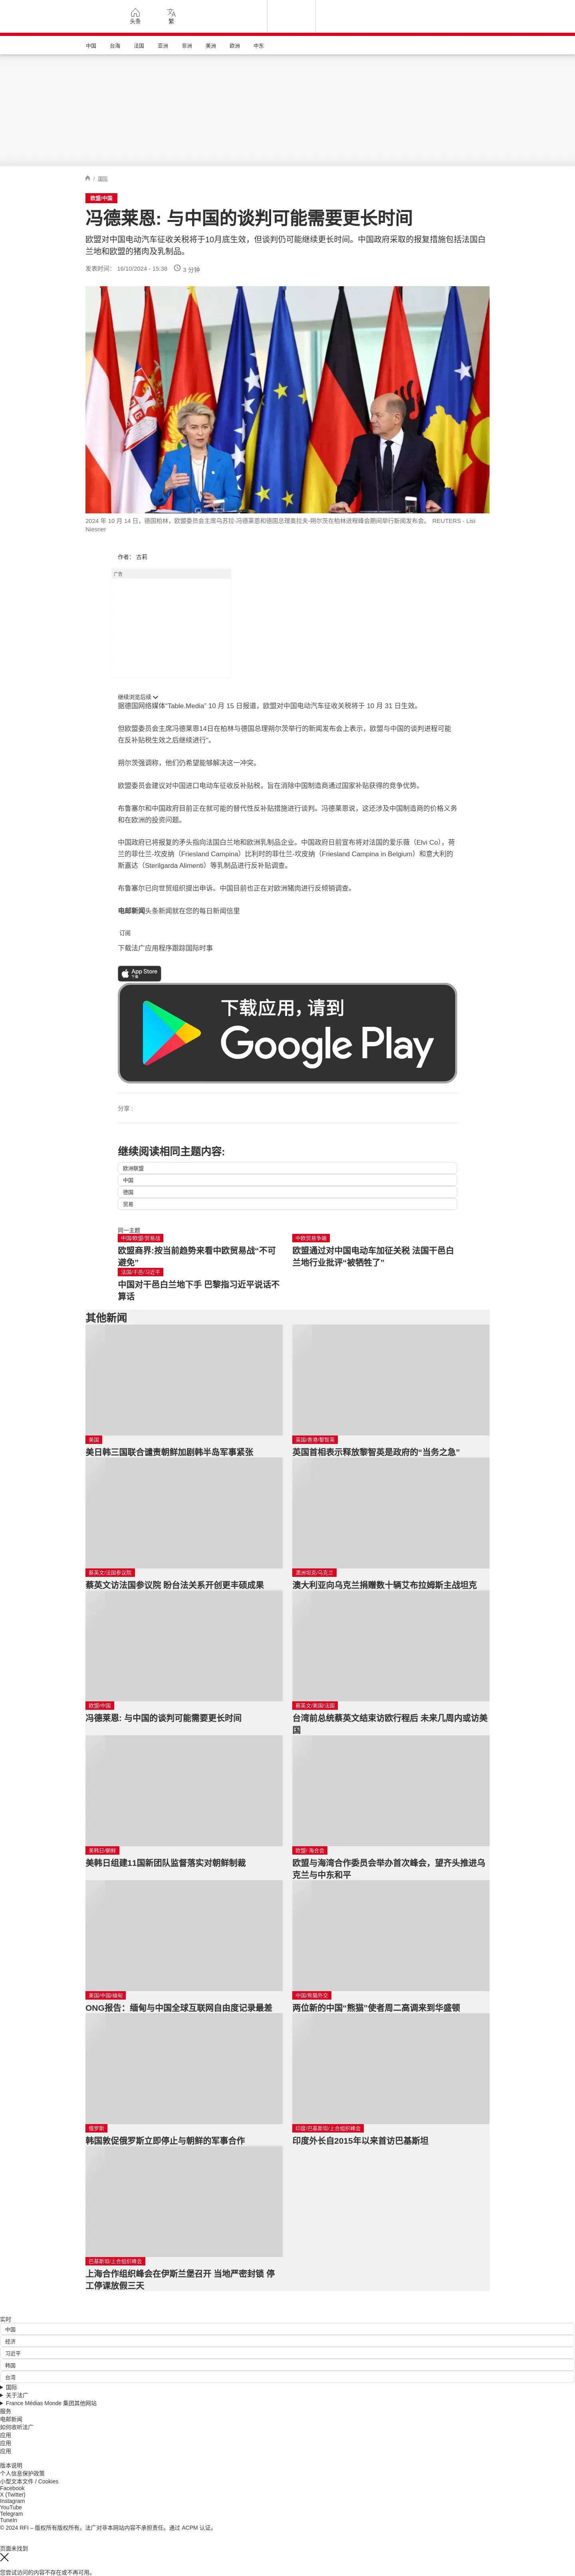 头条
繁
中国
台海
法国
亚洲
非洲
美洲
欧洲
中东
/ 国际
欧盟/中国
冯德莱恩: 与中国的谈判可能需要更长时间
欧盟对中国电动汽车征收关税将于10月底生效，但谈判仍可能继续更长时间。中国政府采取的报复措施包括法国白
兰地和欧盟的猪肉及乳制品。
发表时间： 16/10/2024 - 15:38
3 分钟
2024 年 10 月 14 日，德国柏林，欧盟委员会主席乌苏拉-冯德莱恩和德国总理奥拉夫-朔尔茨在柏林进程峰会期间举行新闻发布会。 REUTERS - Lisi
Niesner
作者： 古莉
广告
继续浏览后续
据德国网络媒体“Table.Media” 10 月 15 日报道，欧盟对中国电动汽车征收关税将于 10 月 31 日生效。
但欧盟委员会主席冯德莱恩14日在柏林与德国总理朔尔茨举行的新闻发布会上表示，欧盟与中国的谈判进程可能
在反补贴税生效之后继续进行”。
朔尔茨强调称，他们仍希望能够解决这一冲突。
欧盟委员会建议对中国进口电动车征收反补贴税，旨在消除中国制造商通过国家补贴获得的竞争优势。
布鲁塞尔和中国政府目前正在就可能的替代性反补贴措施进行谈判。冯德莱恩说，这还涉及中国制造商的价格义务
和在欧洲的投资问题。
中国政府已将报复的矛头指向法国白兰地和欧洲乳制品企业。中国政府日前宣布将对法国的爱乐薇（Elvi Co），荷
兰的菲仕兰-坎皮纳（Friesland Campina）比利时的菲仕兰-坎皮纳（Friesland Campina in Belgium）和意大利的
斯嘉达（Sterilgarda Alimenti）等乳制品进行反补贴调查。
布鲁塞尔已向世贸组织提出申诉。中国目前也正在对欧洲猪肉进行反倾销调查。
电邮新闻头条新闻就在您的每日新闻信里
订阅
下载法广应用程序跟踪国际时事
App Store
下载
下载应用，请到
Google Play
分享 :
继续阅读相同主题内容:
欧洲联盟
中国
德国
贸易
同一主题
中国/欧盟/贸易战
欧盟商界:按当前趋势来看中欧贸易战“不可
避免”
中欧贸易争端
欧盟通过对中国电动车加征关税 法国干邑白
兰地行业批评“被牺牲了”
法国/干邑/习近平
中国对干邑白兰地下手 巴黎指习近平说话不
算话
其他新闻
美国
美日韩三国联合谴责朝鲜加剧韩半岛军事紧张
英国/香港/黎智英
英国首相表示释放黎智英是政府的“当务之急”
蔡英文/法国参议院
蔡英文访法国参议院 盼台法关系开创更丰硕成果
澳洲坦克/乌克兰
澳大利亚向乌克兰捐赠数十辆艾布拉姆斯主战坦克
欧盟/中国
冯德莱恩: 与中国的谈判可能需要更长时间
蔡英文/美国/法国
台湾前总统蔡英文结束访欧行程后 未来几周内或访美
国
美韩日/朝鲜
美韩日组建11国新团队监督落实对朝鲜制裁
欧盟/ 海合会
欧盟与海湾合作委员会举办首次峰会，望齐头推进乌
克兰与中东和平
美国/中国/缅甸
ONG报告：缅甸与中国全球互联网自由度记录最差
中国/熊猫外交
两位新的中国“熊猫”使者周二高调来到华盛顿
俄罗斯
韩国敦促俄罗斯立即停止与朝鲜的军事合作
印度/巴基斯坦/上合组织峰会
印度外长自2015年以来首访巴基斯坦
巴基斯坦/上合组织峰会
上海合作组织峰会在伊斯兰堡召开 当地严密封锁 停
工停课放假三天
实时
中国
经济
习近平
韩国
台湾
国际
关于法广
France Médias Monde 集团其他网站
服务
电邮新闻
如何收听法广
应用
应用
应用
版本说明
个人信息保护政策
小型文本文件 / Cookies
Facebook
X (Twitter)
Instagram
YouTube
Telegram
TuneIn
© 2024 RFI – 版权所有版权所有。法广对非本网站内容不承担责任。通过 ACPM 认证。
页面未找到
您尝试访问的内容不存在或不再可用。